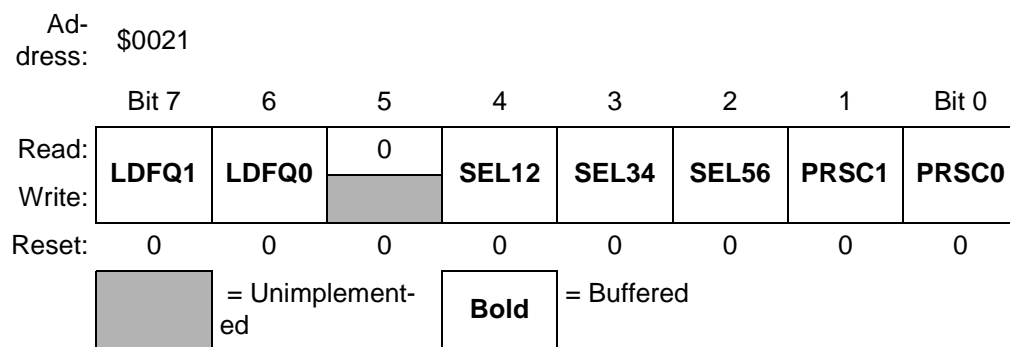 Ad-
dress: $0021
Bit 7 6 5 4 3 2 1 Bit 0
Read: LDFQ1 LDFQ0 0 SEL12 SEL34 SEL56 PRSC1 PRSC0
Write:
Reset: 0 0 0 0 0 0 0 0
= Unimplement-
ed
Bold = Buffered